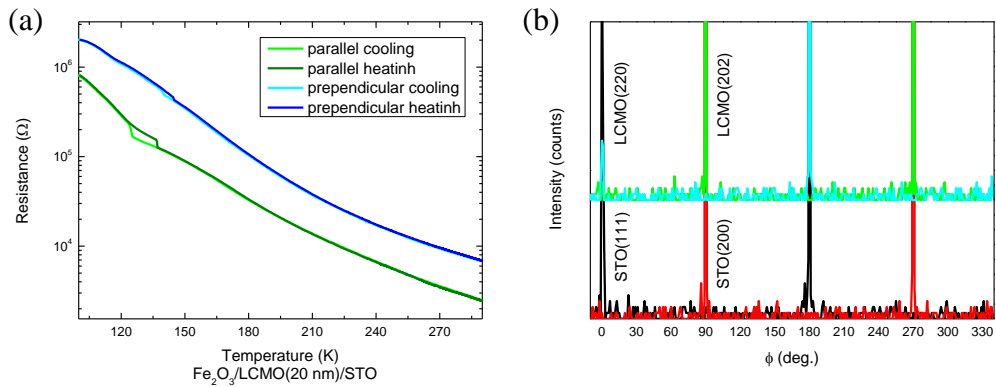 (a)
Resistance (Ω)
10^6
10^5
10^4
parallel cooling
parallel heatinh
prependicular cooling
prependicular heatinh
120 150 180 210 240 270
Temperature (K)
Fe₂O₃/LCMO(20 nm)/STO
(b)
Intensity (counts)
LCMO(220)
LCMO(202)
STO(111)
STO(200)
0 30 60 90 120 150 180 210 240 270 300 330
ϕ (deg.)